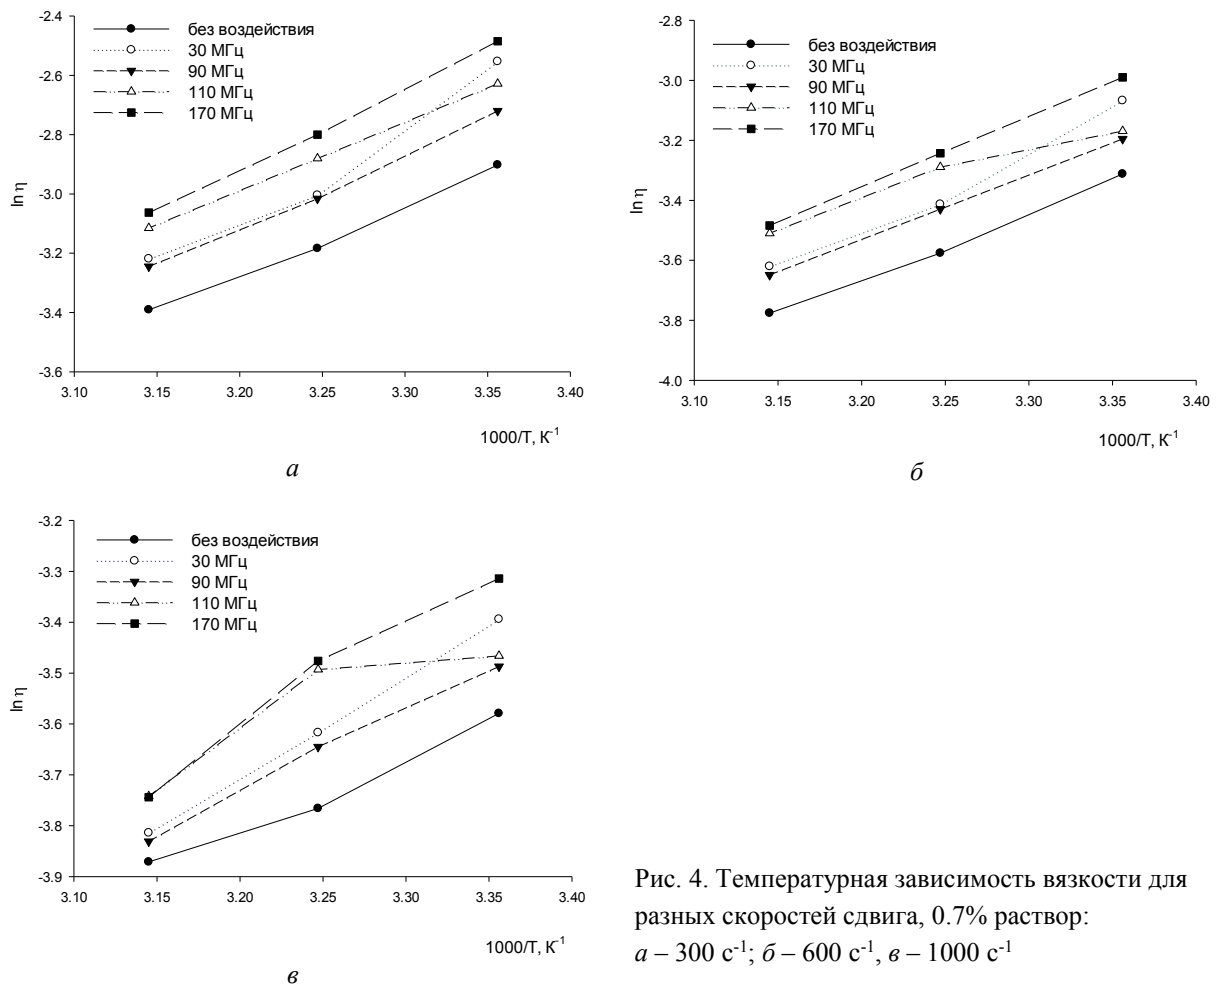 -2.4
-2.6
-2.8
-3.0
-3.2
-3.4
-3.6
ln η
без воздействия
30 МГц
90 МГц
110 МГц
170 МГц
3.10 3.15 3.20 3.25 3.30 3.35 3.40
1000/T, K⁻¹
а
-2.8
-3.0
-3.2
-3.4
-3.6
-3.8
-4.0
ln η
без воздействия
30 МГц
90 МГц
110 МГц
170 МГц
3.10 3.15 3.20 3.25 3.30 3.35 3.40
1000/T, K⁻¹
б
-3.2
-3.3
-3.4
-3.5
-3.6
-3.7
-3.8
-3.9
ln η
без воздействия
30 МГц
90 МГц
110 МГц
170 МГц
3.10 3.15 3.20 3.25 3.30 3.35 3.40
1000/T, K⁻¹
в
Рис. 4. Температурная зависимость вязкости для
разных скоростей сдвига, 0.7% раствор:
а – 300 с⁻¹; б – 600 с⁻¹, в – 1000 с⁻¹